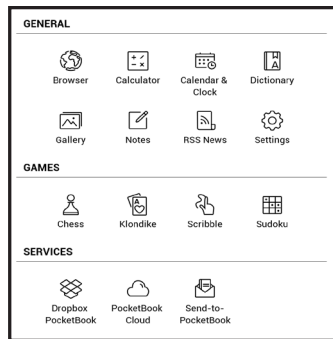 GENERAL
Browser Calculator Calendar & Clock Dictionary
Gallery Notes RSS News Settings
GAMES
Chess Klondike Scribble Sudoku
SERVICES
Dropbox PocketBook
PocketBook Cloud
Send-to-PocketBook